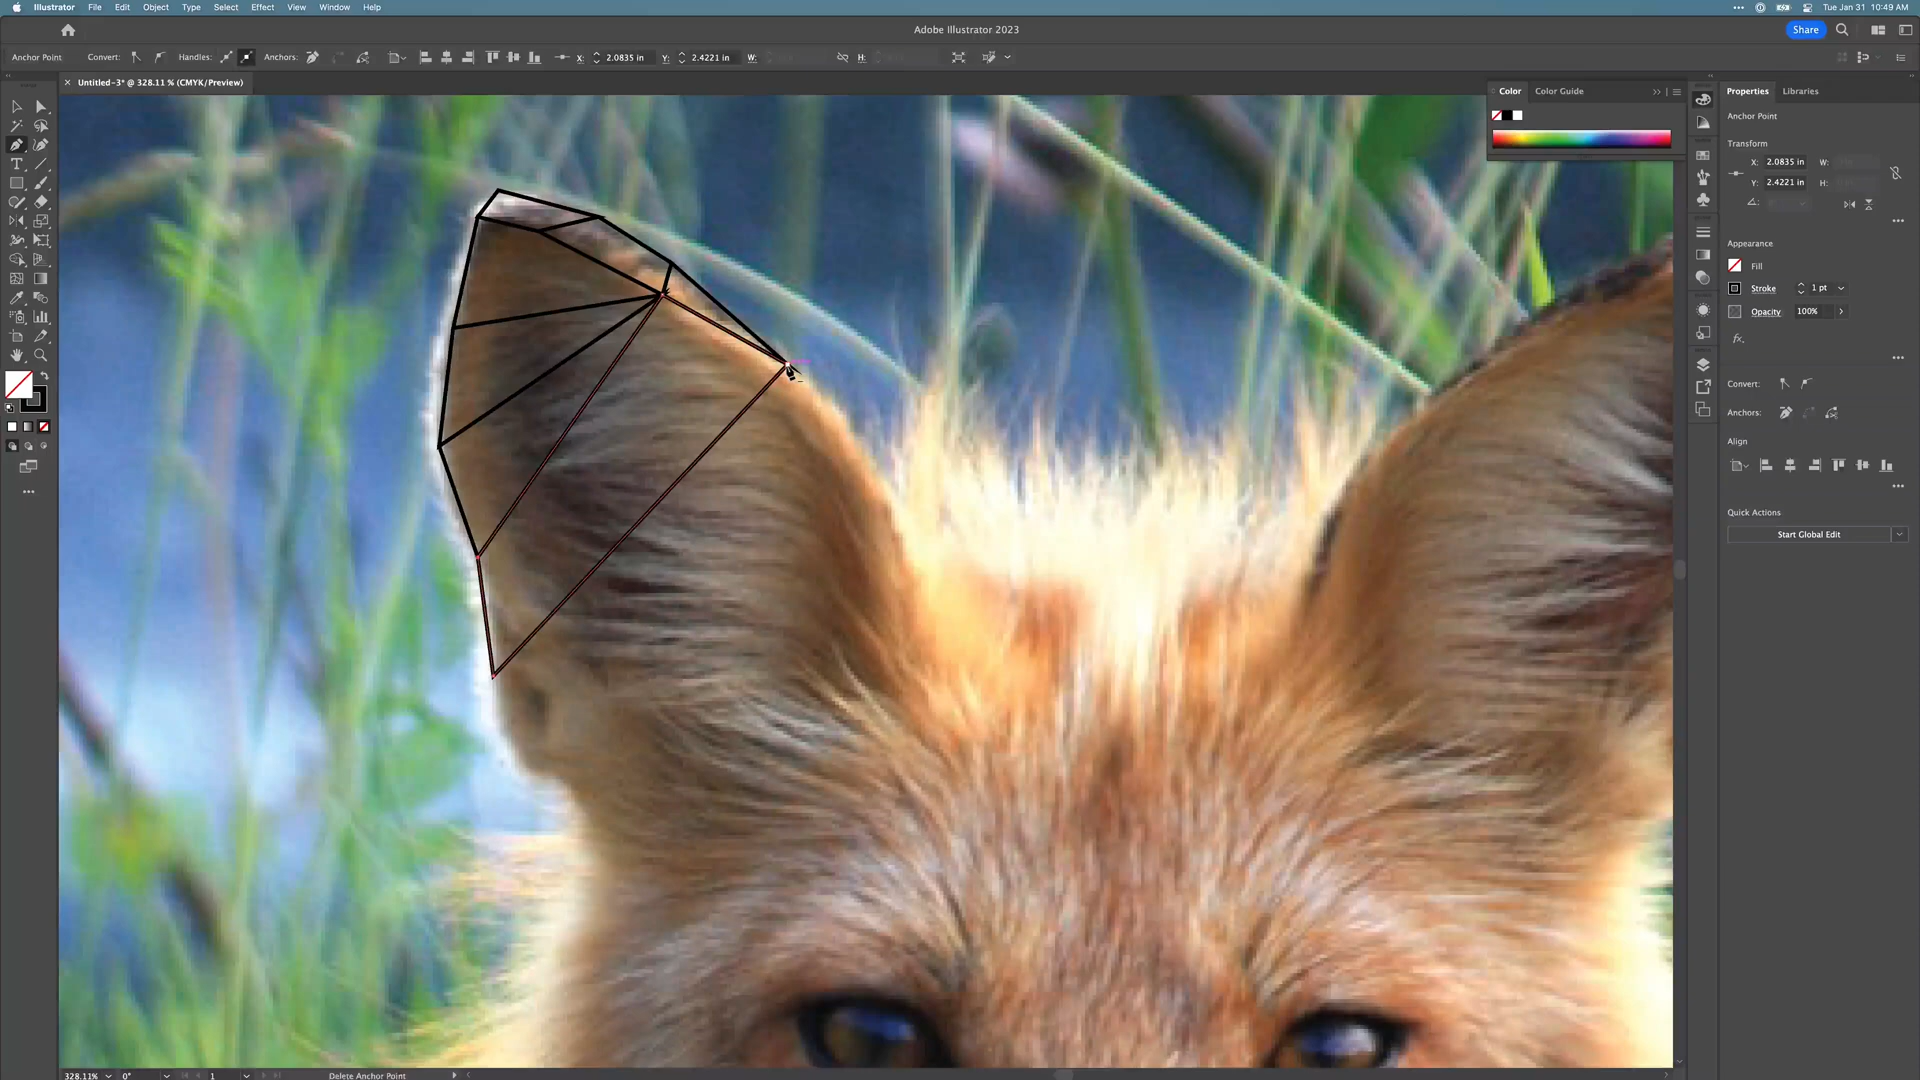 Illustrator File Edit Object Type Select Effect View Window Help
Tue Jan 31 10:49 AM
Adobe Illustrator 2023
Share
Anchor Point Convert: Handles: Anchors: X: 2.0835 in Y: 2.4221 in W: H:
× Untitled-3* @ 328.11 % (CMYK/Preview)
Color Color Guide
Properties Libraries
Anchor Point
Transform
X: 2.0835 in W:
Y: 2.4221 in H:
Appearance
Fill
Stroke 1 pt
Opacity 100%
fx.
Convert:
Anchors:
Align
Quick Actions
Start Global Edit
328.11% 0° 1 Delete Anchor Point